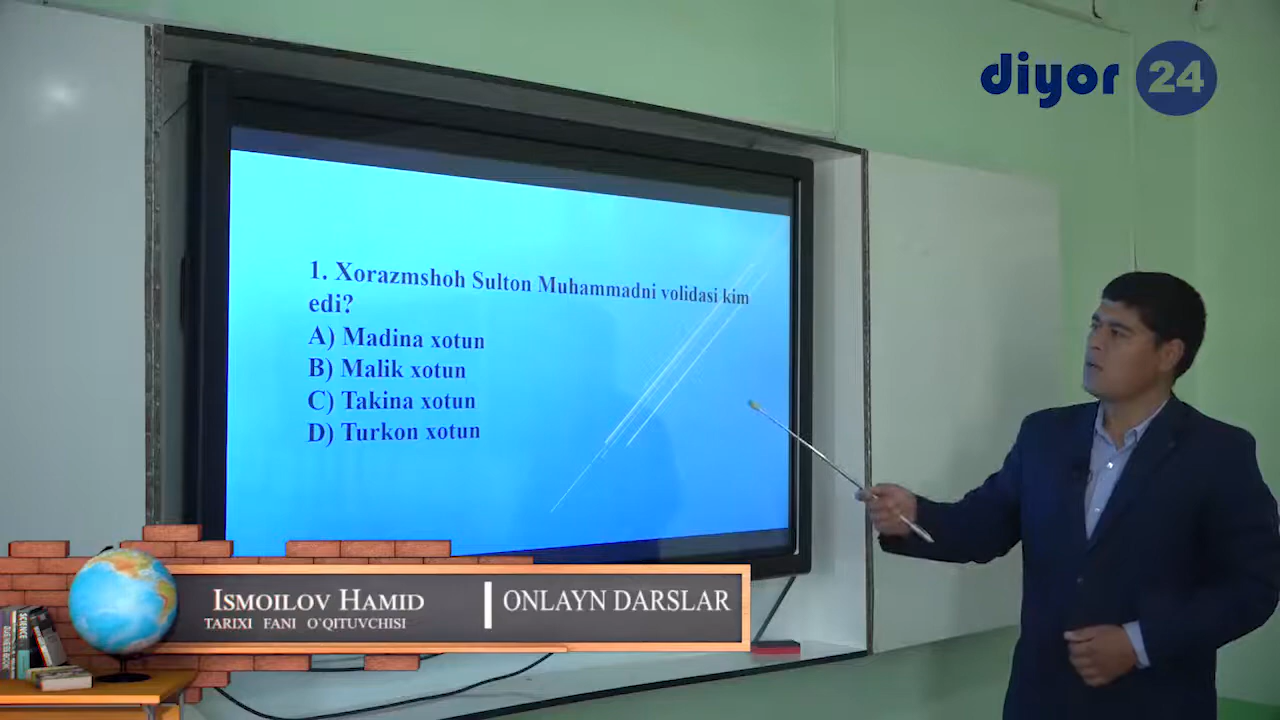 diyor 24
1. Xorazmshoh Sulton Muhammadni volidasi kim
edi?
A) Madina xotun
B) Malik xotun
C) Takina xotun
D) Turkon xotun
ISMOILOV HAMID
TARIXI FANI O`QITUVCHISI
ONLAYN DARSLAR
SCIENCE